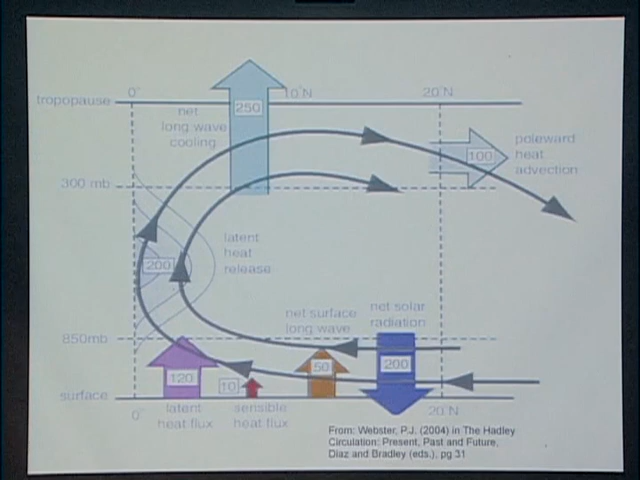 0°
10°N
20°N
tropopause
net
long wave
cooling
250
100
poleward
heat
advection
300 mb
latent
heat
release
200
net surface
long wave
net solar
radiation
850mb
120
10
50
200
surface
0°
latent
heat flux
sensible
heat flux
20°N
From: Webster, P.J. (2004) in The Hadley
Circulation: Present, Past and Future,
Diaz and Bradley (eds.), pg 31